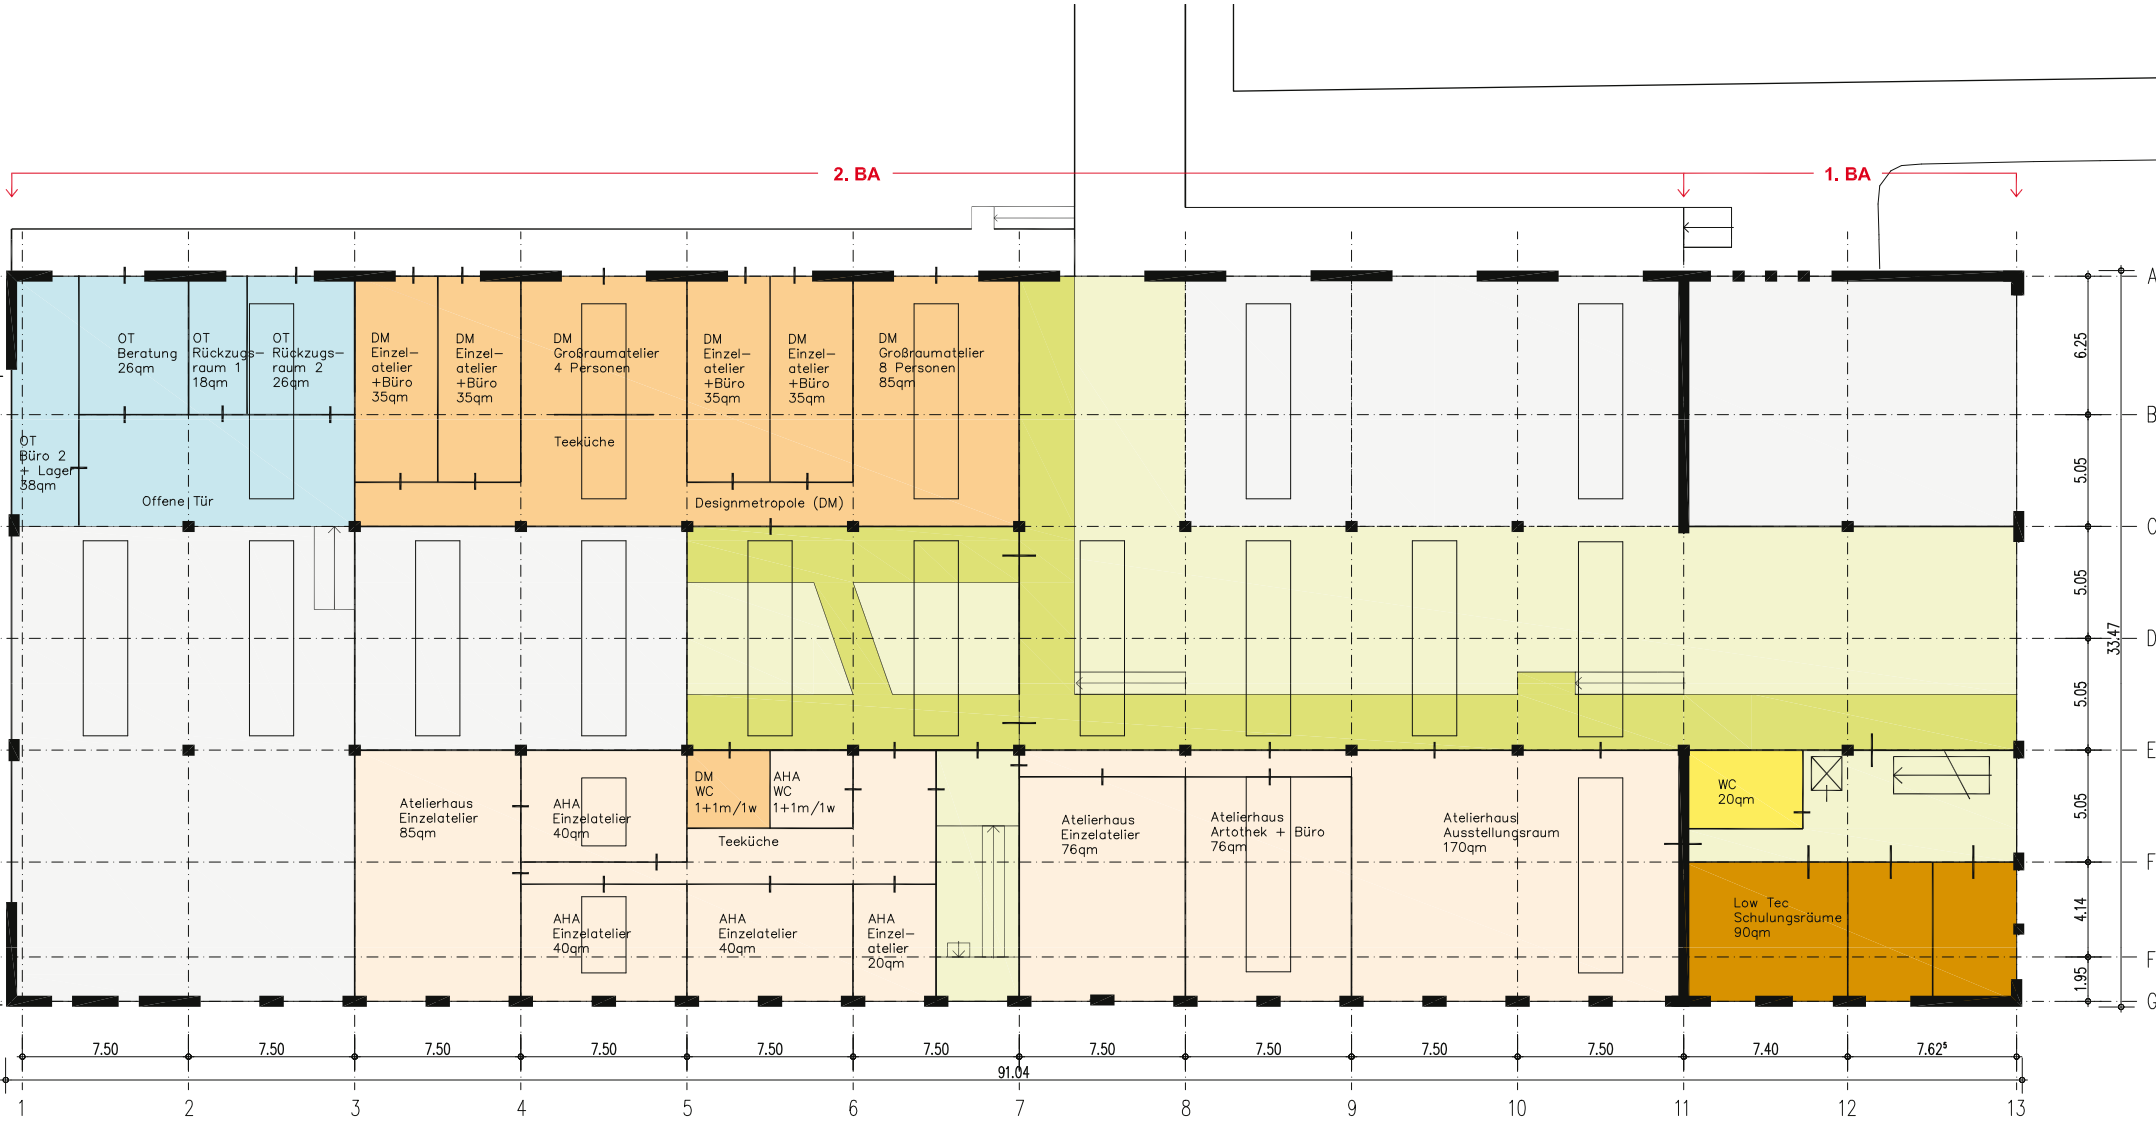 2. BA
1. BA
OT
Beratung
26qm
OT
Rückzugs-
raum 1
18qm
OT
Rückzugs-
raum 2
26qm
DM
Einzel-
atelier
+Büro
35qm
DM
Einzel-
atelier
+Büro
35qm
DM
Großraumatelier
4 Personen
DM
Einzel-
atelier
+Büro
35qm
DM
Einzel-
atelier
+Büro
35qm
DM
Großraumatelier
8 Personen
85qm
OT
Büro 2
+ Lager
38qm
Offene Tür
Teeküche
Designmetropole (DM)
Atelierhaus
Einzelatelier
85qm
AHA
Einzelatelier
40qm
DM
WC
1+1m/1w
AHA
WC
1+1m/1w
Teeküche
AHA
Einzelatelier
40qm
AHA
Einzelatelier
40qm
AHA
Einzel-
atelier
20qm
Atelierhaus
Einzelatelier
76qm
Atelierhaus
Artothek + Büro
76qm
Atelierhaus
Ausstellungsraum
170qm
WC
20qm
Low Tec
Schulungsräume
90qm
A
6.25
B
5.05
C
5.05
D
33.47
5.05
E
5.05
F
4.14
F
1.95
G
7.50
7.50
7.50
7.50
7.50
7.50
7.50
7.50
7.50
7.50
7.40
7.62⁵
91.04
1
2
3
4
5
6
7
8
9
10
11
12
13